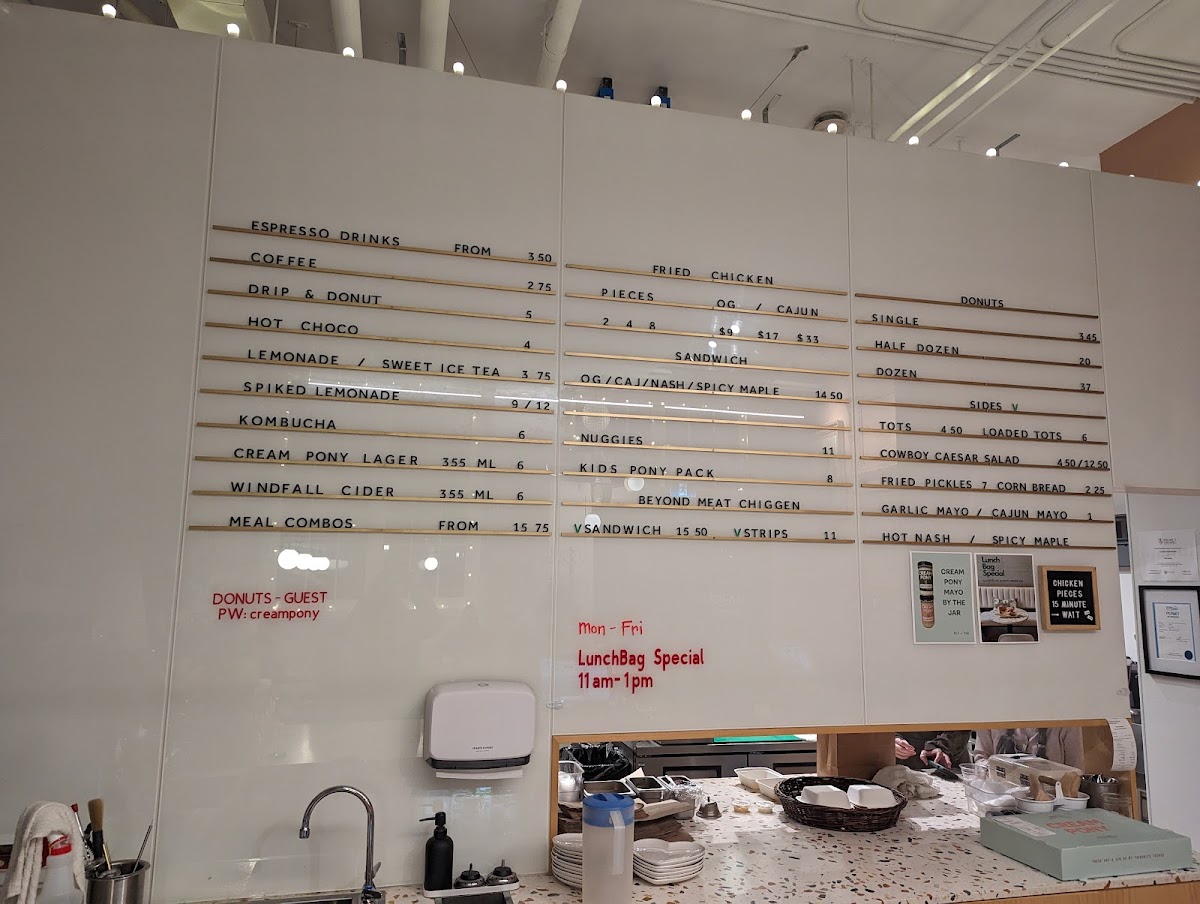 ESPRESSO DRINKS FROM 3 50
COFFEE 2 75
DRIP & DONUT 5
HOT CHOCO 4
LEMONADE / SWEET ICE TEA 3 75
SPIKED LEMONADE 9 / 12
KOMBUCHA 6
CREAM PONY LAGER 355 ML 6
WINDFALL CIDER 355 ML 6
MEAL COMBOS FROM 15 75
DONUTS - GUEST
PW: creampony
FRIED CHICKEN
PIECES OG / CAJUN
2 4 8 $9 $17 $33
SANDWICH
OG/CAJ/NASH/SPICY MAPLE 14 50
NUGGIES 11
KIDS PONY PACK 8
BEYOND MEAT CHIGGEN
V SANDWICH 15 50 V STRIPS 11
Mon - Fri
LunchBag Special
11am-1pm
DONUTS
SINGLE 3 45
HALF DOZEN 20
DOZEN 37
SIDES V
TOTS 4 50 LOADED TOTS 6
COWBOY CAESAR SALAD 4 50/12 50
FRIED PICKLES 7 CORN BREAD 2 25
GARLIC MAYO / CAJUN MAYO 1
HOT NASH / SPICY MAPLE
CREAM
PONY
MAYO
BY THE
JAR
Lunch
Bag
Special
CHICKEN
PIECES
15 MINUTE
WAIT